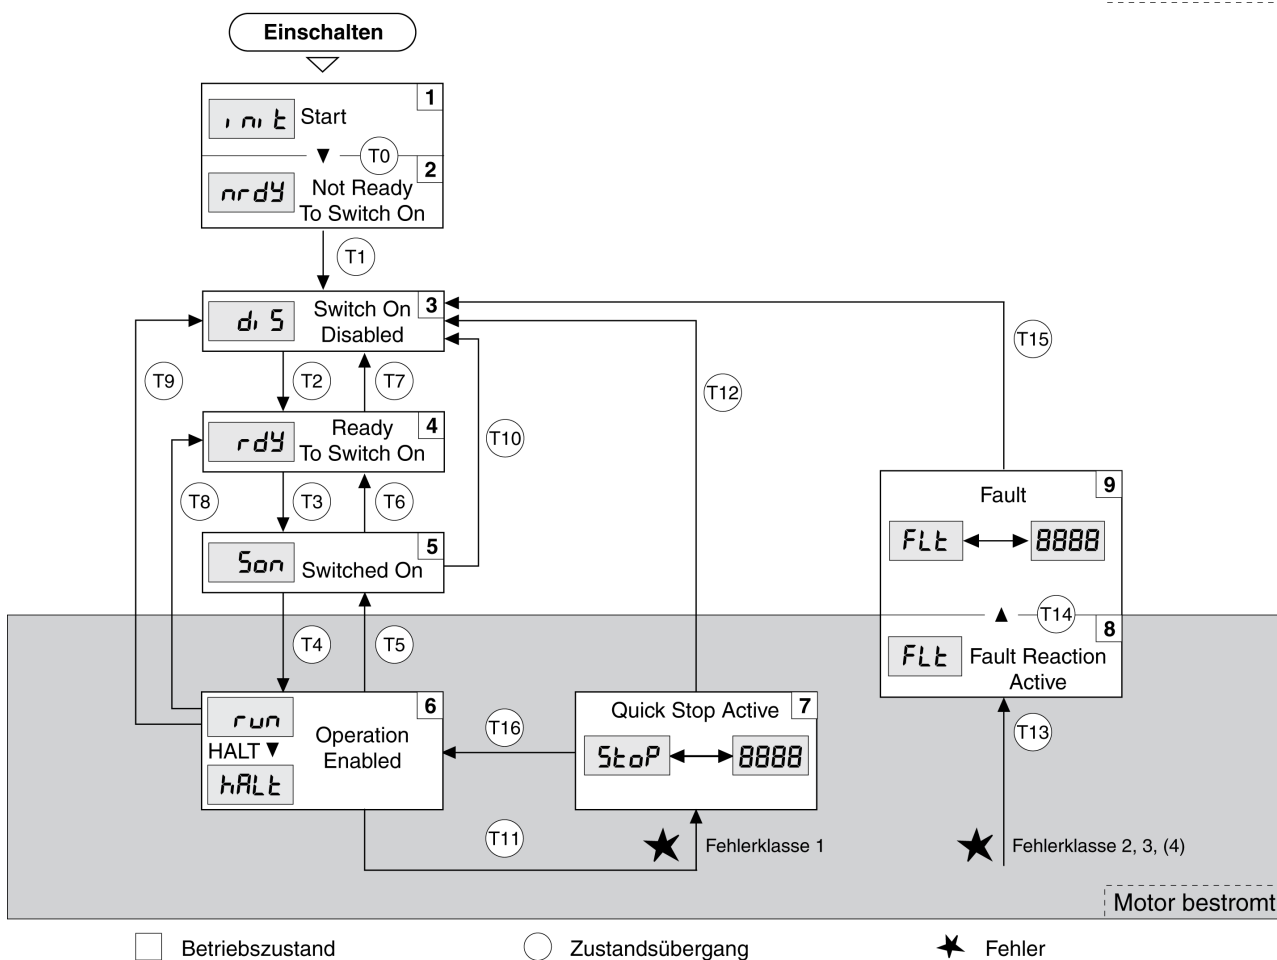 Einschalten
1
init Start
T0
2
nrdy Not Ready
To Switch On
T1
3
diS Switch On
Disabled
T15
T9
T2
T7
T12
4
rdy Ready
To Switch On
T10
T8
T3
T6
9
Fault
FLt 8888
5
Son Switched On
T14
8
FLt Fault Reaction
Active
T4
T5
6
run
HALT
hALt
Operation
Enabled
T16
7
Quick Stop Active
StoP 8888
T13
T11
Fehlerklasse 1
Fehlerklasse 2, 3, (4)
Motor bestromt
Betriebszustand
Zustandsübergang
Fehler